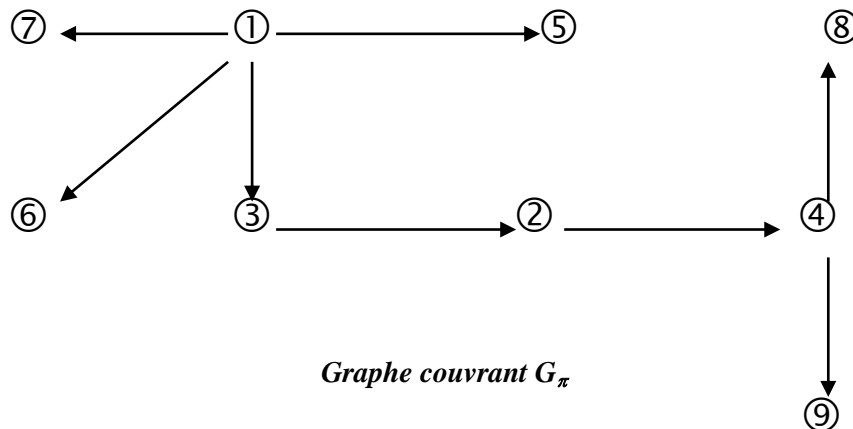 ⑦ ① ⑤ ⑧
⑥ ③ ② ④
Graphe couvrant Gπ
⑨